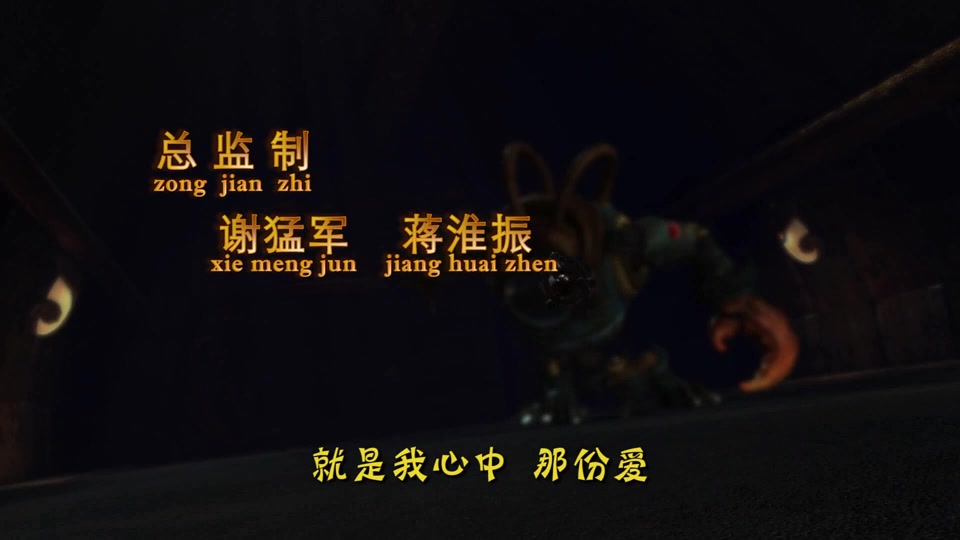 总监制
zong jian zhi
谢猛军 蒋淮振
xie meng jun jiang huai zhen
就是我心中 那份爱